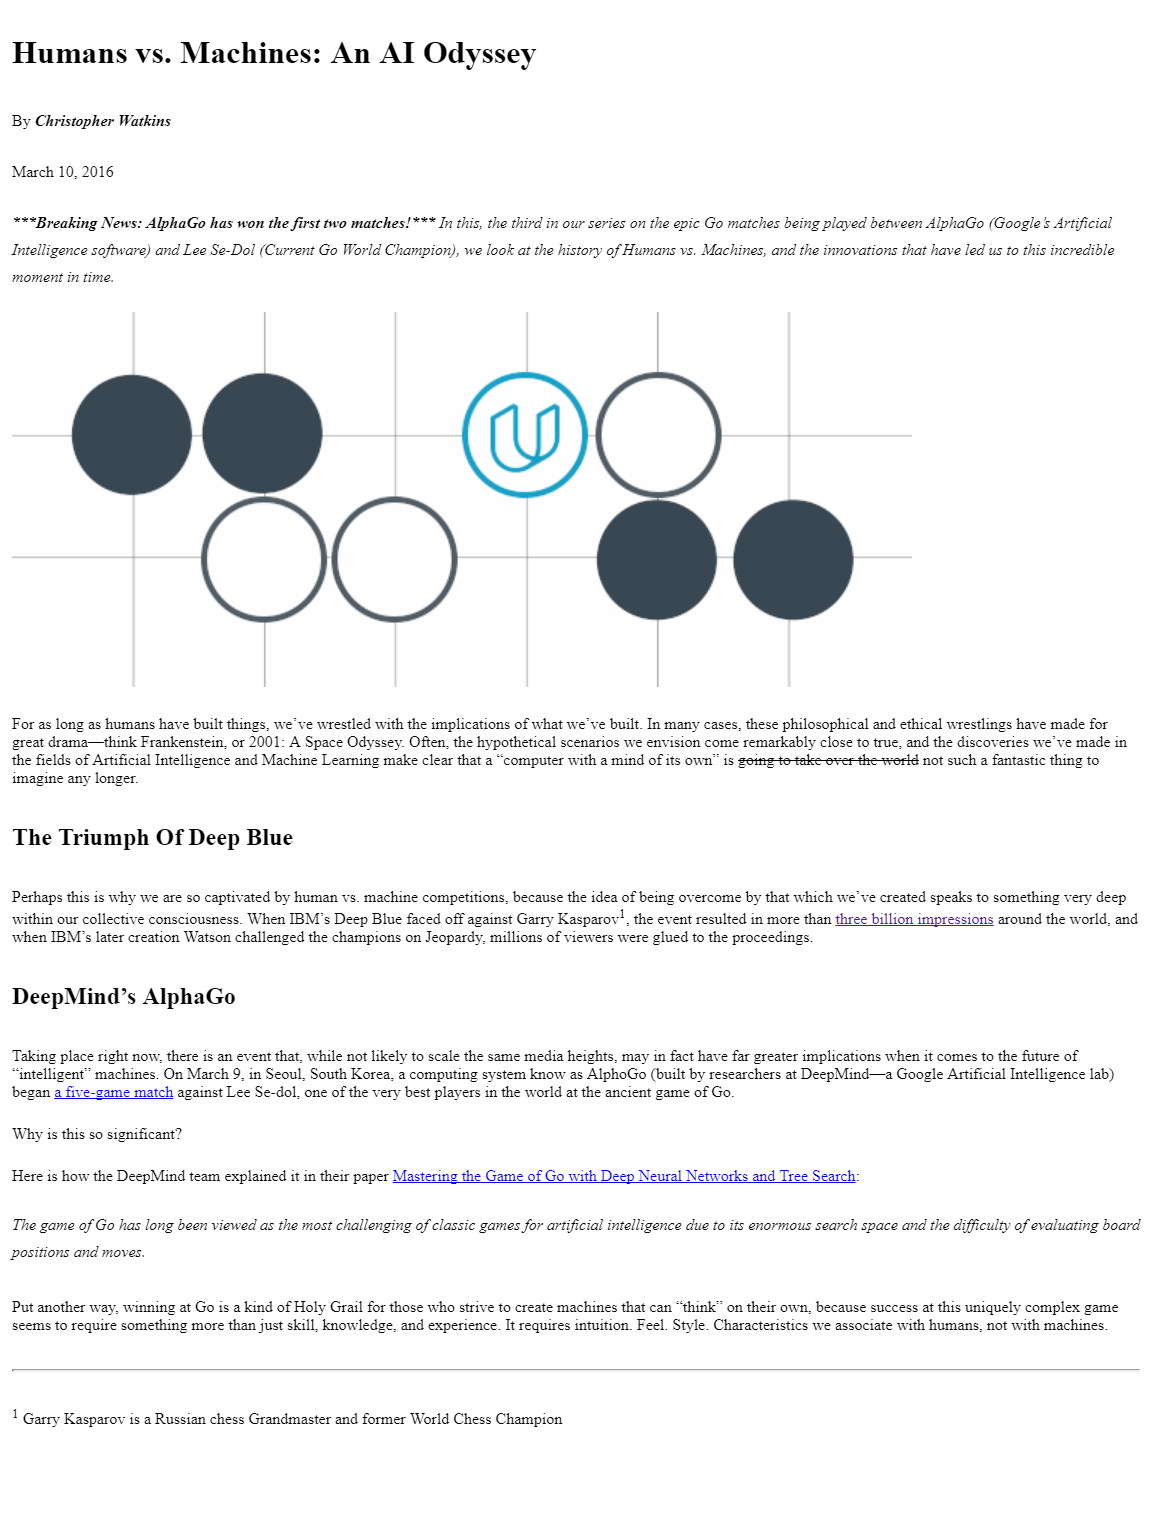 Humans vs. Machines: An AI Odyssey
By Christopher Watkins
March 10, 2016
***Breaking News: AlphaGo has won the first two matches!*** In this, the third in our series on the epic Go matches being played between AlphaGo (Google’s Artificial
Intelligence software) and Lee Se-Dol (Current Go World Champion), we look at the history of Humans vs. Machines, and the innovations that have led us to this incredible
moment in time.
For as long as humans have built things, we’ve wrestled with the implications of what we’ve built. In many cases, these philosophical and ethical wrestlings have made for
great drama—think Frankenstein, or 2001: A Space Odyssey. Often, the hypothetical scenarios we envision come remarkably close to true, and the discoveries we’ve made in
the fields of Artificial Intelligence and Machine Learning make clear that a “computer with a mind of its own” is going to take over the world not such a fantastic thing to
imagine any longer.
The Triumph Of Deep Blue
Perhaps this is why we are so captivated by human vs. machine competitions, because the idea of being overcome by that which we’ve created speaks to something very deep
within our collective consciousness. When IBM’s Deep Blue faced off against Garry Kasparov1, the event resulted in more than three billion impressions around the world, and
when IBM’s later creation Watson challenged the champions on Jeopardy, millions of viewers were glued to the proceedings.
DeepMind’s AlphaGo
Taking place right now, there is an event that, while not likely to scale the same media heights, may in fact have far greater implications when it comes to the future of
“intelligent” machines. On March 9, in Seoul, South Korea, a computing system know as AlphoGo (built by researchers at DeepMind—a Google Artificial Intelligence lab)
began a five-game match against Lee Se-dol, one of the very best players in the world at the ancient game of Go.
Why is this so significant?
Here is how the DeepMind team explained it in their paper Mastering the Game of Go with Deep Neural Networks and Tree Search:
The game of Go has long been viewed as the most challenging of classic games for artificial intelligence due to its enormous search space and the difficulty of evaluating board
positions and moves.
Put another way, winning at Go is a kind of Holy Grail for those who strive to create machines that can “think” on their own, because success at this uniquely complex game
seems to require something more than just skill, knowledge, and experience. It requires intuition. Feel. Style. Characteristics we associate with humans, not with machines.
1 Garry Kasparov is a Russian chess Grandmaster and former World Chess Champion